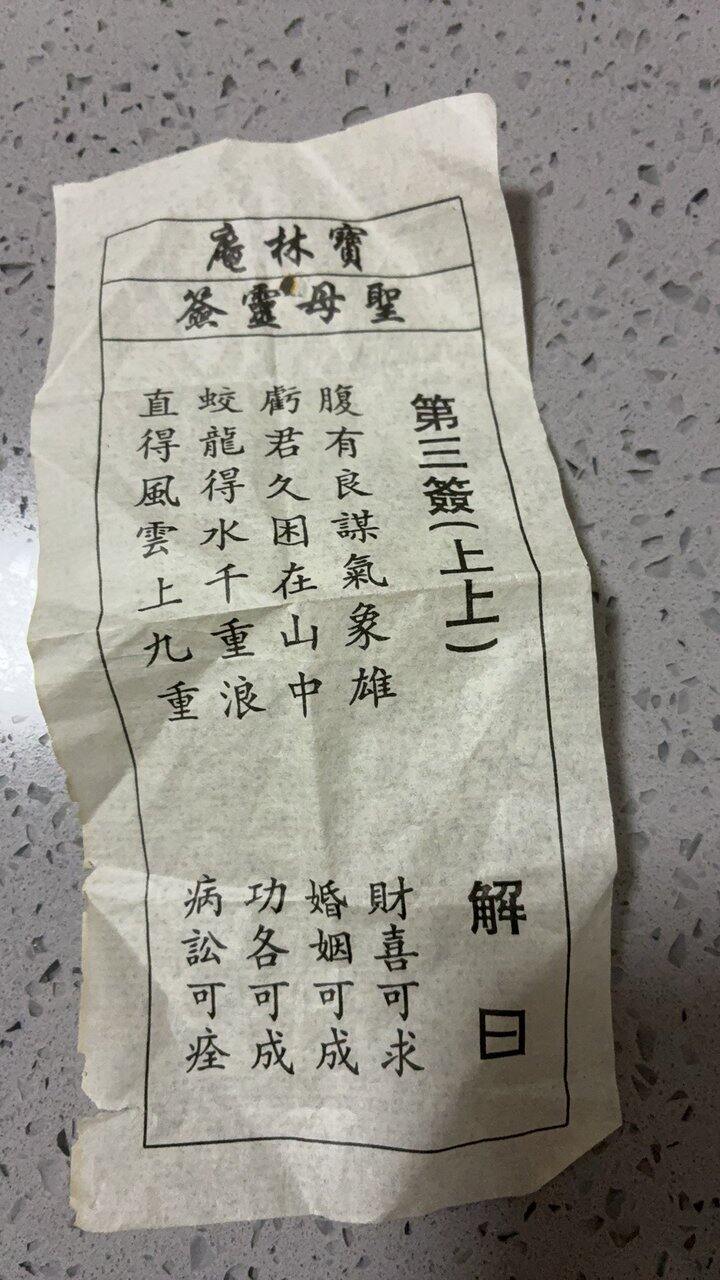 寶林庵
聖母靈簽
第三簽(上上)
腹有良謀氣象雄
虧君久困在山中
蛟龍得水千重浪
直得風雲上九重
解曰
財喜可求
婚姻可成
功各可成
病訟可痊